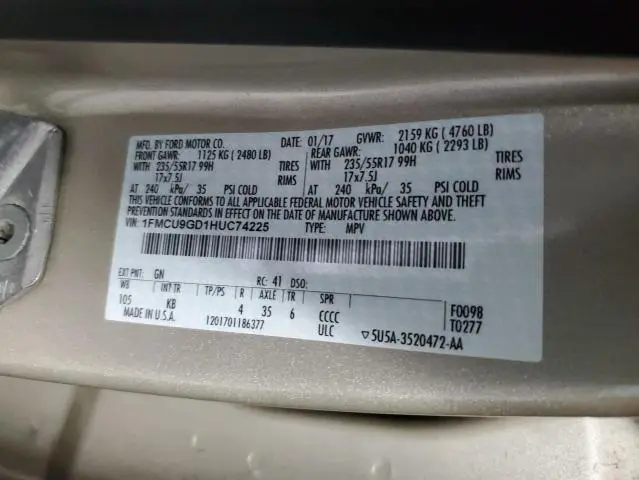 MFD. BY FORD MOTOR CO. DATE: 01/17 GVWR: 2159 KG ( 4760 LB)
FRONT GAWR: 1125 KG ( 2480 LB) REAR GAWR: 1040 KG ( 2293 LB)
WITH 235/55R17 99H TIRES WITH 235/55R17 99H TIRES
17x7.5J RIMS 17x7.5J RIMS
AT 240 kPa/ 35 PSI COLD AT 240 kPa/ 35 PSI COLD
THIS VEHICLE CONFORMS TO ALL APPLICABLE FEDERAL MOTOR VEHICLE SAFETY AND THEFT
PREVENTION STANDARDS IN EFFECT ON THE DATE OF MANUFACTURE SHOWN ABOVE.
VIN: 1FMCU9GD1HUC74225 TYPE: MPV
EXT PNT: GN RC: 41 DSO:
WB TP/PS R AXLE TR SPR
105 KB 4 35 6 CCCC F0098
MADE IN U.S.A. 1201701186377 ULC T0277
▽5U5A-3520472-AA